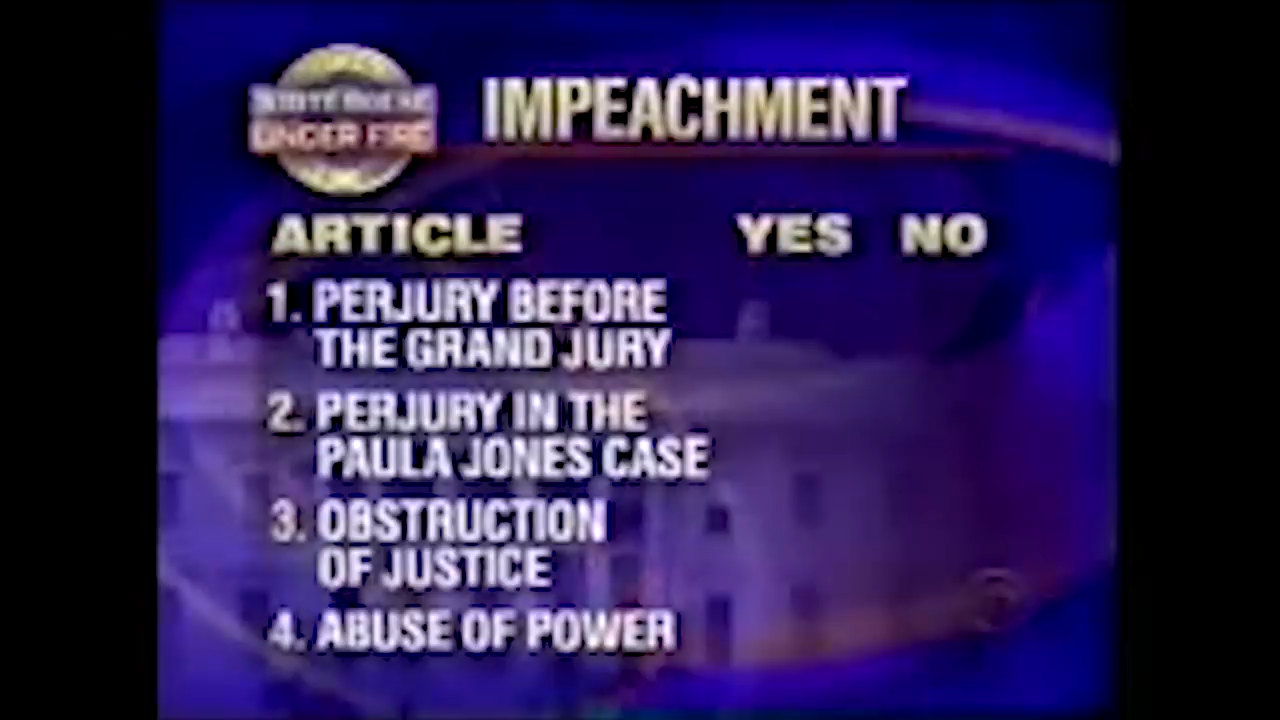 WHITE HOUSE
UNDER FIRE
IMPEACHMENT
ARTICLE YES NO
1. PERJURY BEFORE
THE GRAND JURY
2. PERJURY IN THE
PAULA JONES CASE
3. OBSTRUCTION
OF JUSTICE
4. ABUSE OF POWER